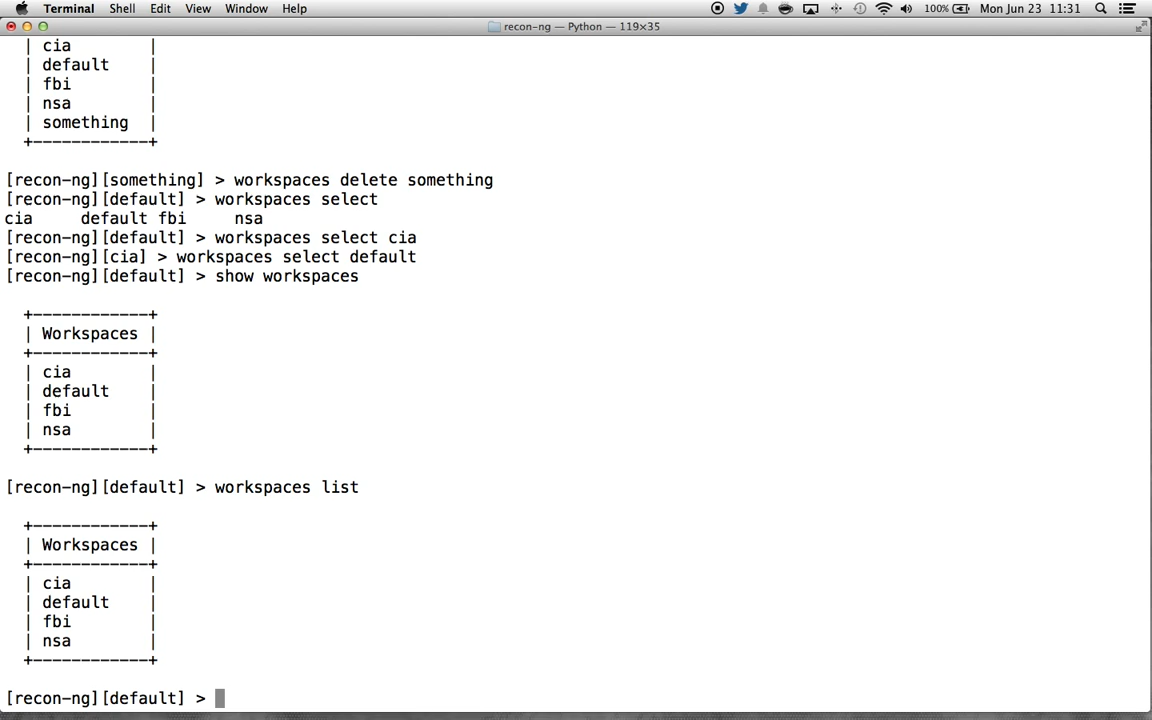 Terminal Shell Edit View Window Help 100% Mon Jun 23 11:31
recon-ng — Python — 119×35
| cia |
| default |
| fbi |
| nsa |
| something |
+------------+
[recon-ng][something] > workspaces delete something
[recon-ng][default] > workspaces select
cia default fbi nsa
[recon-ng][default] > workspaces select cia
[recon-ng][cia] > workspaces select default
[recon-ng][default] > show workspaces
+------------+
| Workspaces |
+------------+
| cia |
| default |
| fbi |
| nsa |
+------------+
[recon-ng][default] > workspaces list
+------------+
| Workspaces |
+------------+
| cia |
| default |
| fbi |
| nsa |
+------------+
[recon-ng][default] >